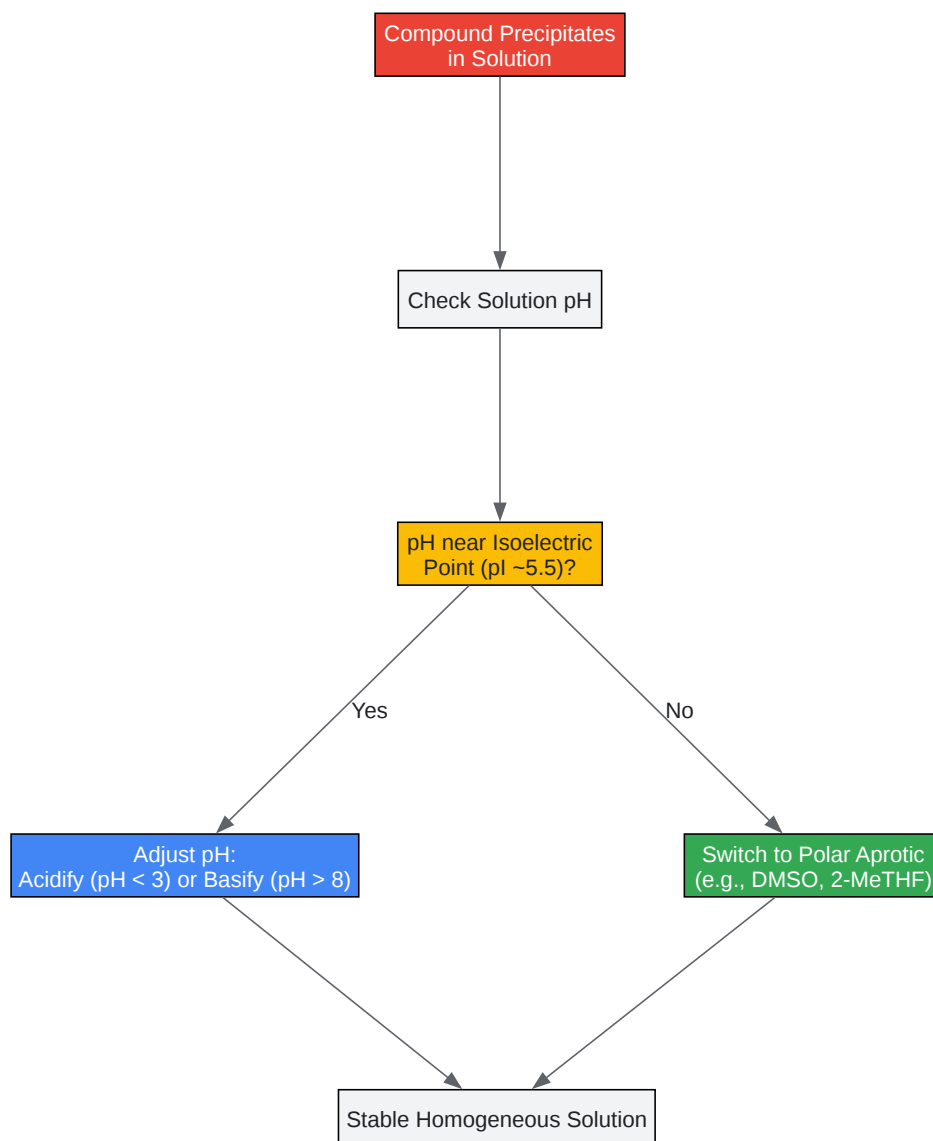 Compound Precipitates
in Solution
Check Solution pH
pH near Isoelectric
Point (pI ~5.5)?
Yes
No
Adjust pH:
Acidify (pH < 3) or Basify (pH > 8)
Switch to Polar Aprotic
(e.g., DMSO, 2-MeTHF)
Stable Homogeneous Solution